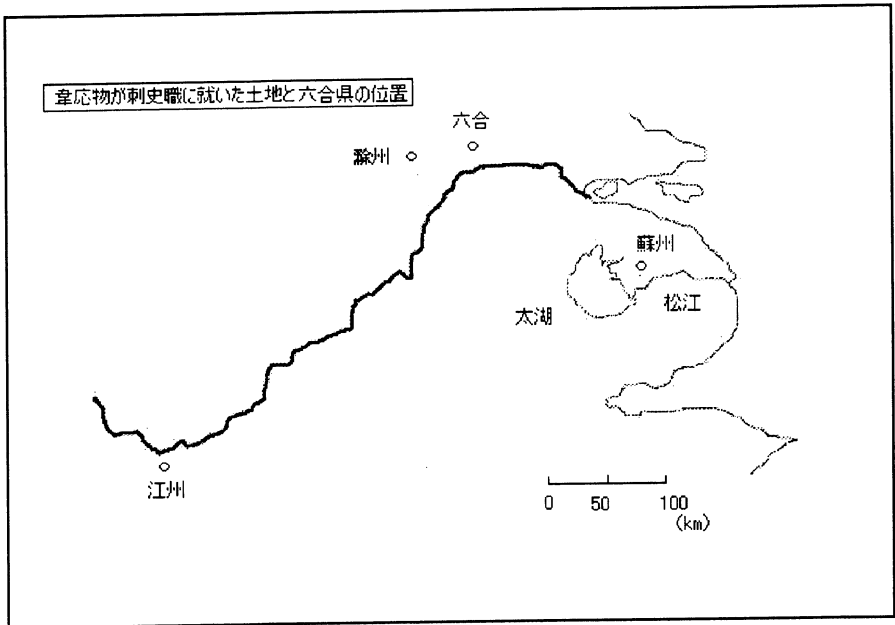 韋応物が刺史職に就いた土地と六合県の位置
六合
滁州
蘇州
太湖
松江
江州
0 50 100
(km)